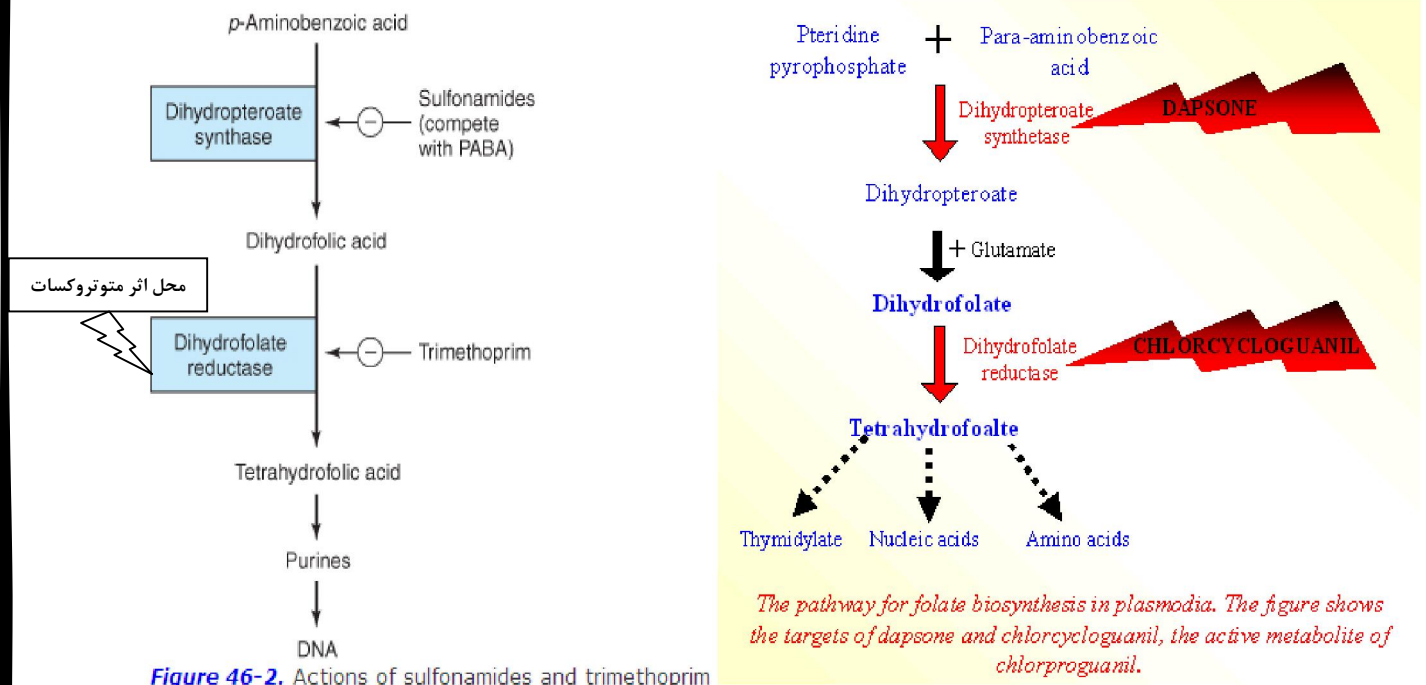 p-Aminobenzoic acid
Dihydropteroate
synthase
Sulfonamides
(compete
with PABA)
Dihydrofolic acid
محل اثر متوتروکسات
Dihydrofolate
reductase
Trimethoprim
Tetrahydrofolic acid
Purines
DNA
Figure 46-2. Actions of sulfonamides and trimethoprim
Pteridine
pyrophosphate
+
Para-aminobenzoic
acid
Dihydropteroate
synthetase
DAPSONE
Dihydropteroate
+ Glutamate
Dihydrofolate
Dihydrofolate
reductase
CHLORCYCLOGUANIL
Tetrahydrofoalte
Thymidylate
Nucleic acids
Amino acids
The pathway for folate biosynthesis in plasmodia. The figure shows
the targets of dapsone and chlorcycloguanil, the active metabolite of
chlorproguanil.